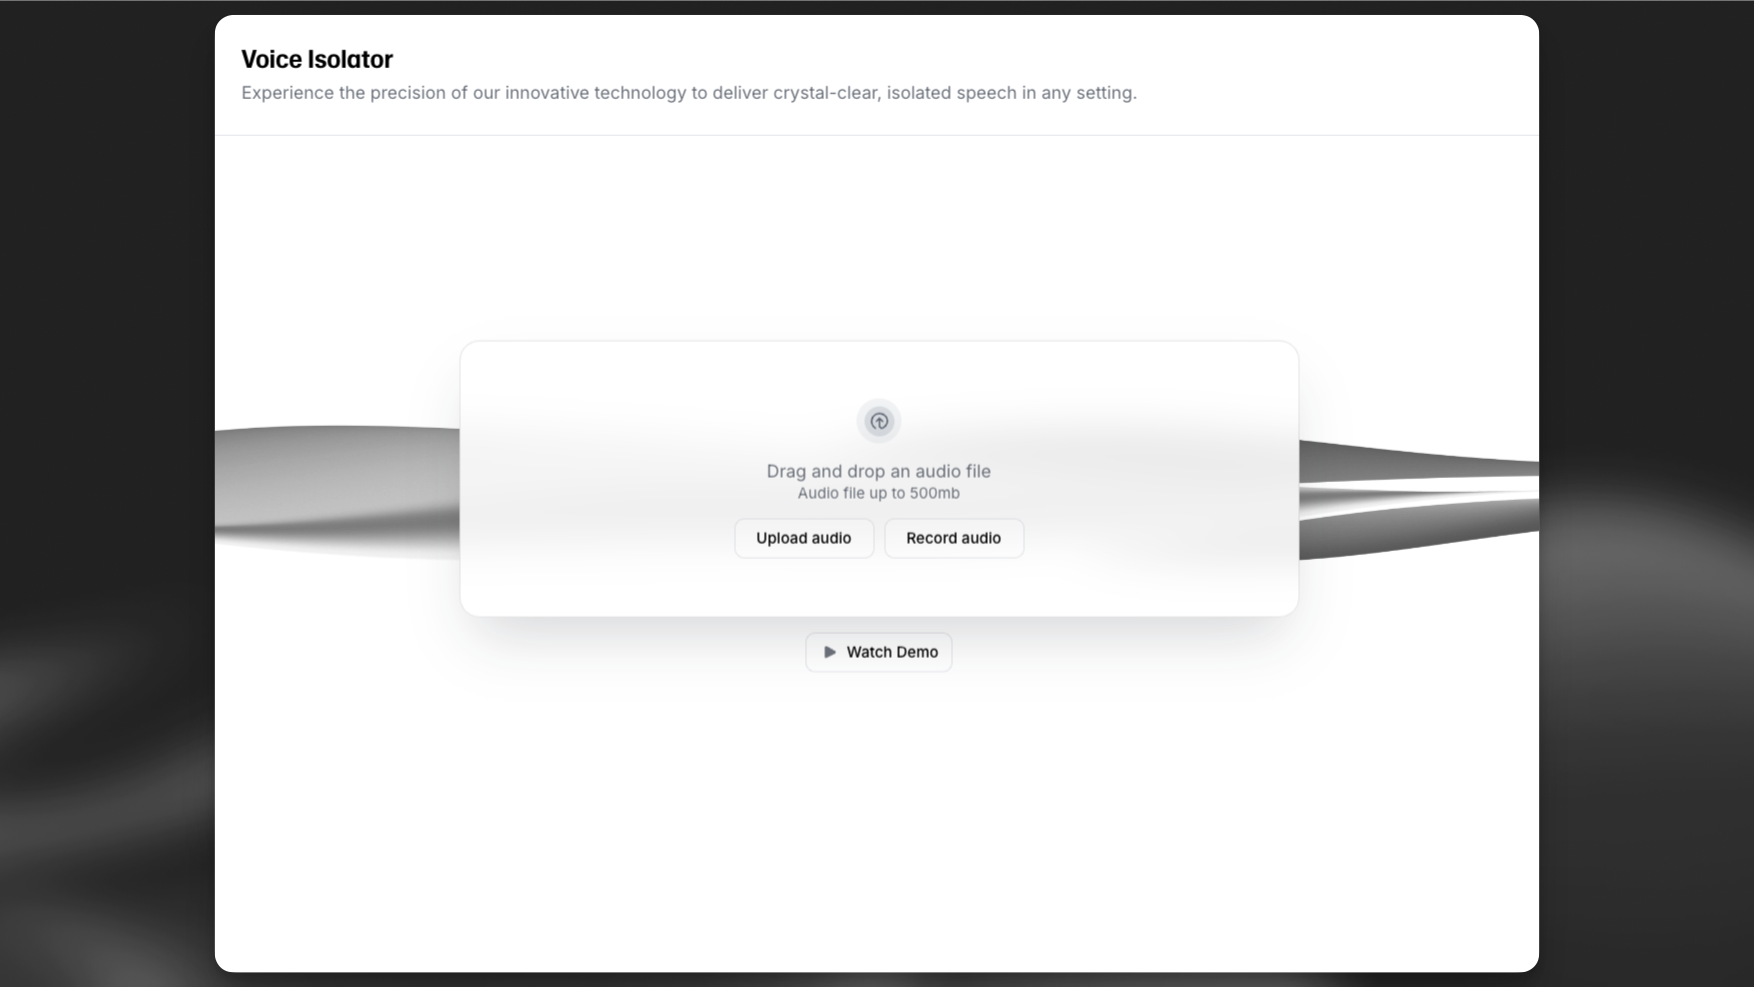 Voice Isolator
Experience the precision of our innovative technology to deliver crystal-clear, isolated speech in any setting.
Drag and drop an audio file
Audio file up to 500mb
Upload audio
Record audio
Watch Demo